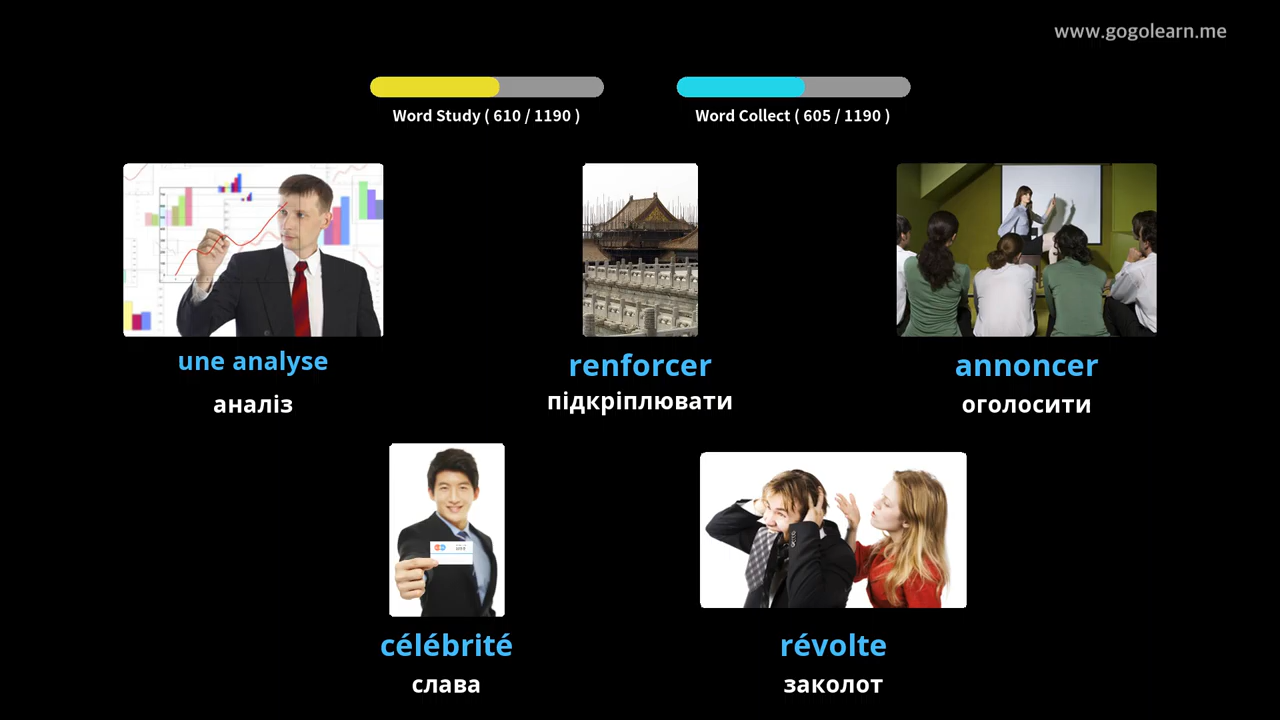 www.gogolearn.me
Word Study ( 610 / 1190 )
Word Collect ( 605 / 1190 )
une analyse
аналіз
renforcer
підкріплювати
annoncer
оголосити
célébrité
слава
révolte
заколот